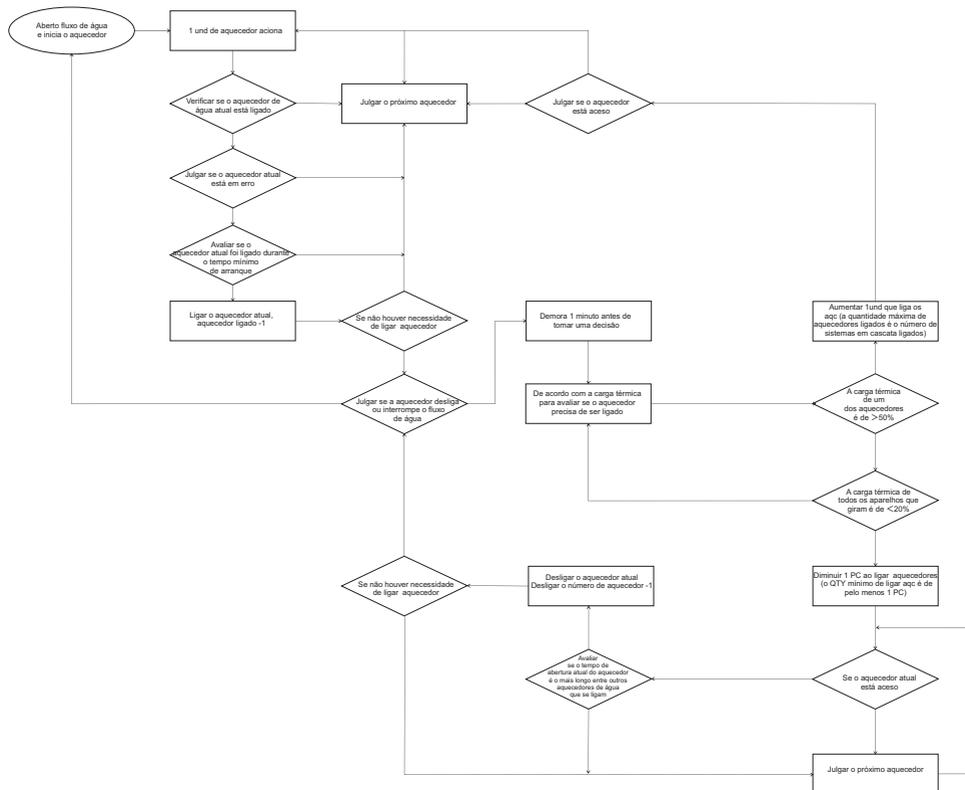 Aberto fluxo de água
e inicia o aquecedor
1 und de aquecedor aciona
Verificar se o aquecedor de
água atual está ligado
Julgar o próximo aquecedor
Julgar se o aquecedor
está aceso
Julgar se o aquecedor atual
está em erro
Avaliar se o
aquecedor atual foi ligado durante
o tempo mínimo
de arranque
Ligar o aquecedor atual,
aquecedor ligado -1
Se não houver necessidade
de ligar aquecedor
Demora 1 minuto antes de
tomar uma decisão
Aumentar 1und que liga os
aqc (a quantidade máxima de
aquecedores ligados é o número de
sistemas em cascata ligados)
Julgar se a aquecedor desliga
ou interrompe o fluxo
de água
De acordo com a carga térmica
para avaliar se o aquecedor
precisa de ser ligado
A carga térmica
de um
dos aquecedores
é de >50%
A carga térmica de
todos os aparelhos que
giram é de <20%
Se não houver necessidade
de ligar aquecedor
Desligar o aquecedor atual
Desligar o número de aquecedor -1
Diminuir 1 PC ao ligar aquecedores
(o QTY mínimo de ligar aqc é de
pelo menos 1 PC)
Avaliar
se o tempo de
abertura atual do aquecedor
é o mais longo entre outros
aquecedores de água
que se ligam
Se o aquecedor atual
está aceso
Julgar o próximo aquecedor